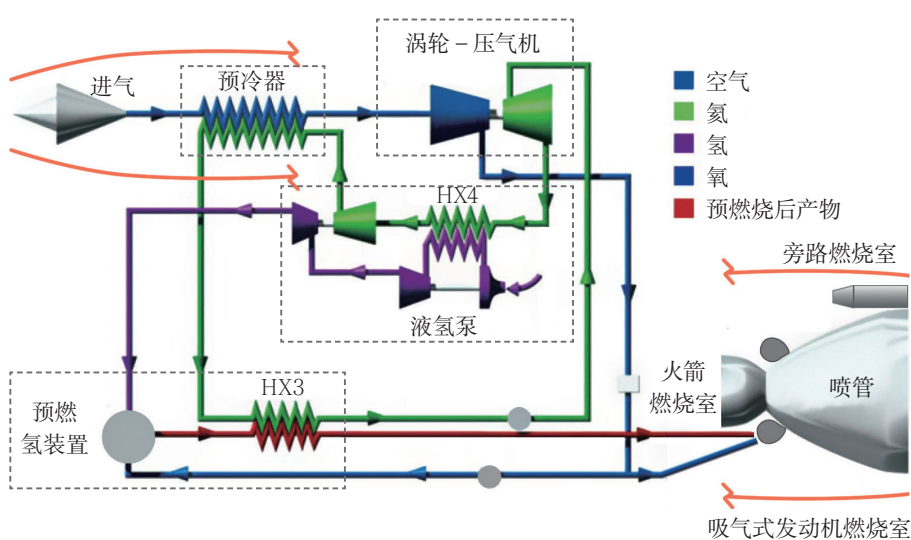 涡轮 – 压气机
进气
预冷器
空气
氦
氢
氧
预燃烧后产物
HX4
旁路燃烧室
液氢泵
HX3
火箭
燃烧室
喷管
预燃
氢装置
吸气式发动机燃烧室